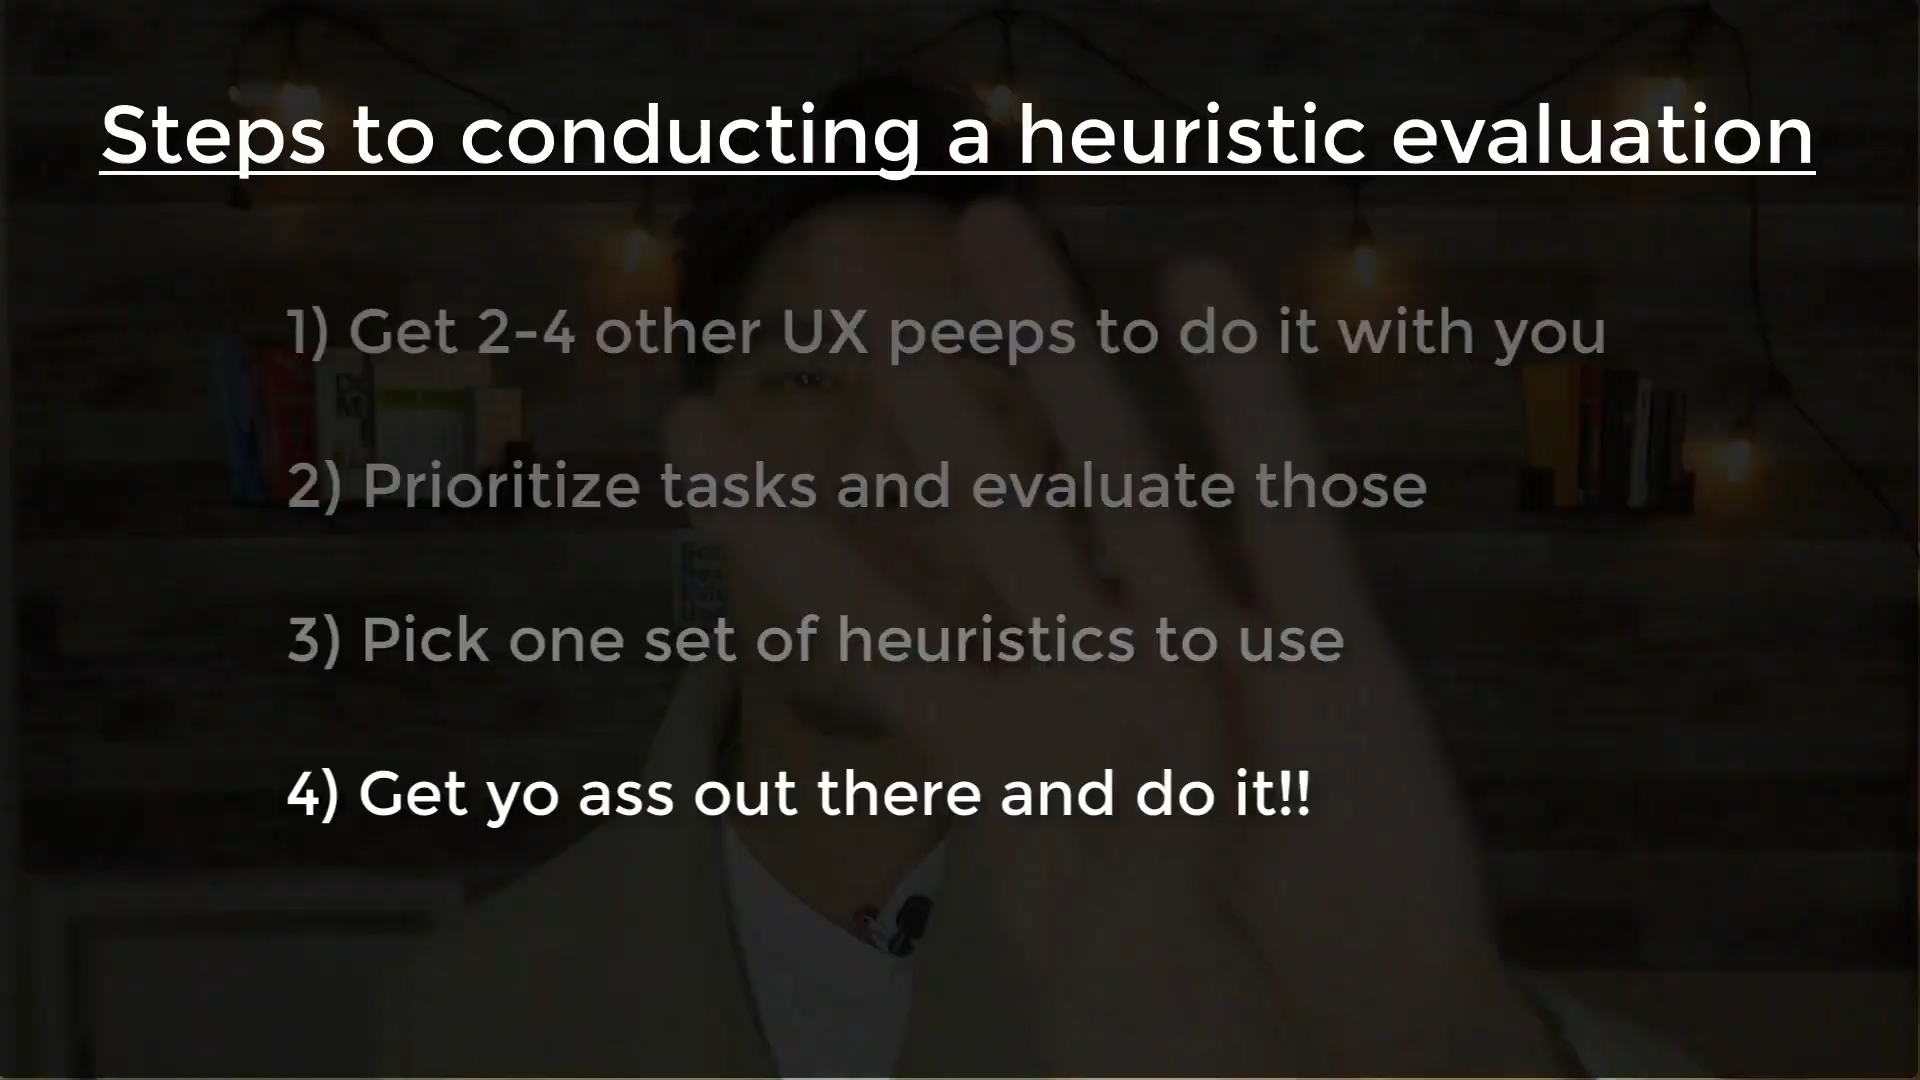 Steps to conducting a heuristic evaluation
1) Get 2-4 other UX peeps to do it with you
2) Prioritize tasks and evaluate those
3) Pick one set of heuristics to use
4) Get yo ass out there and do it!!